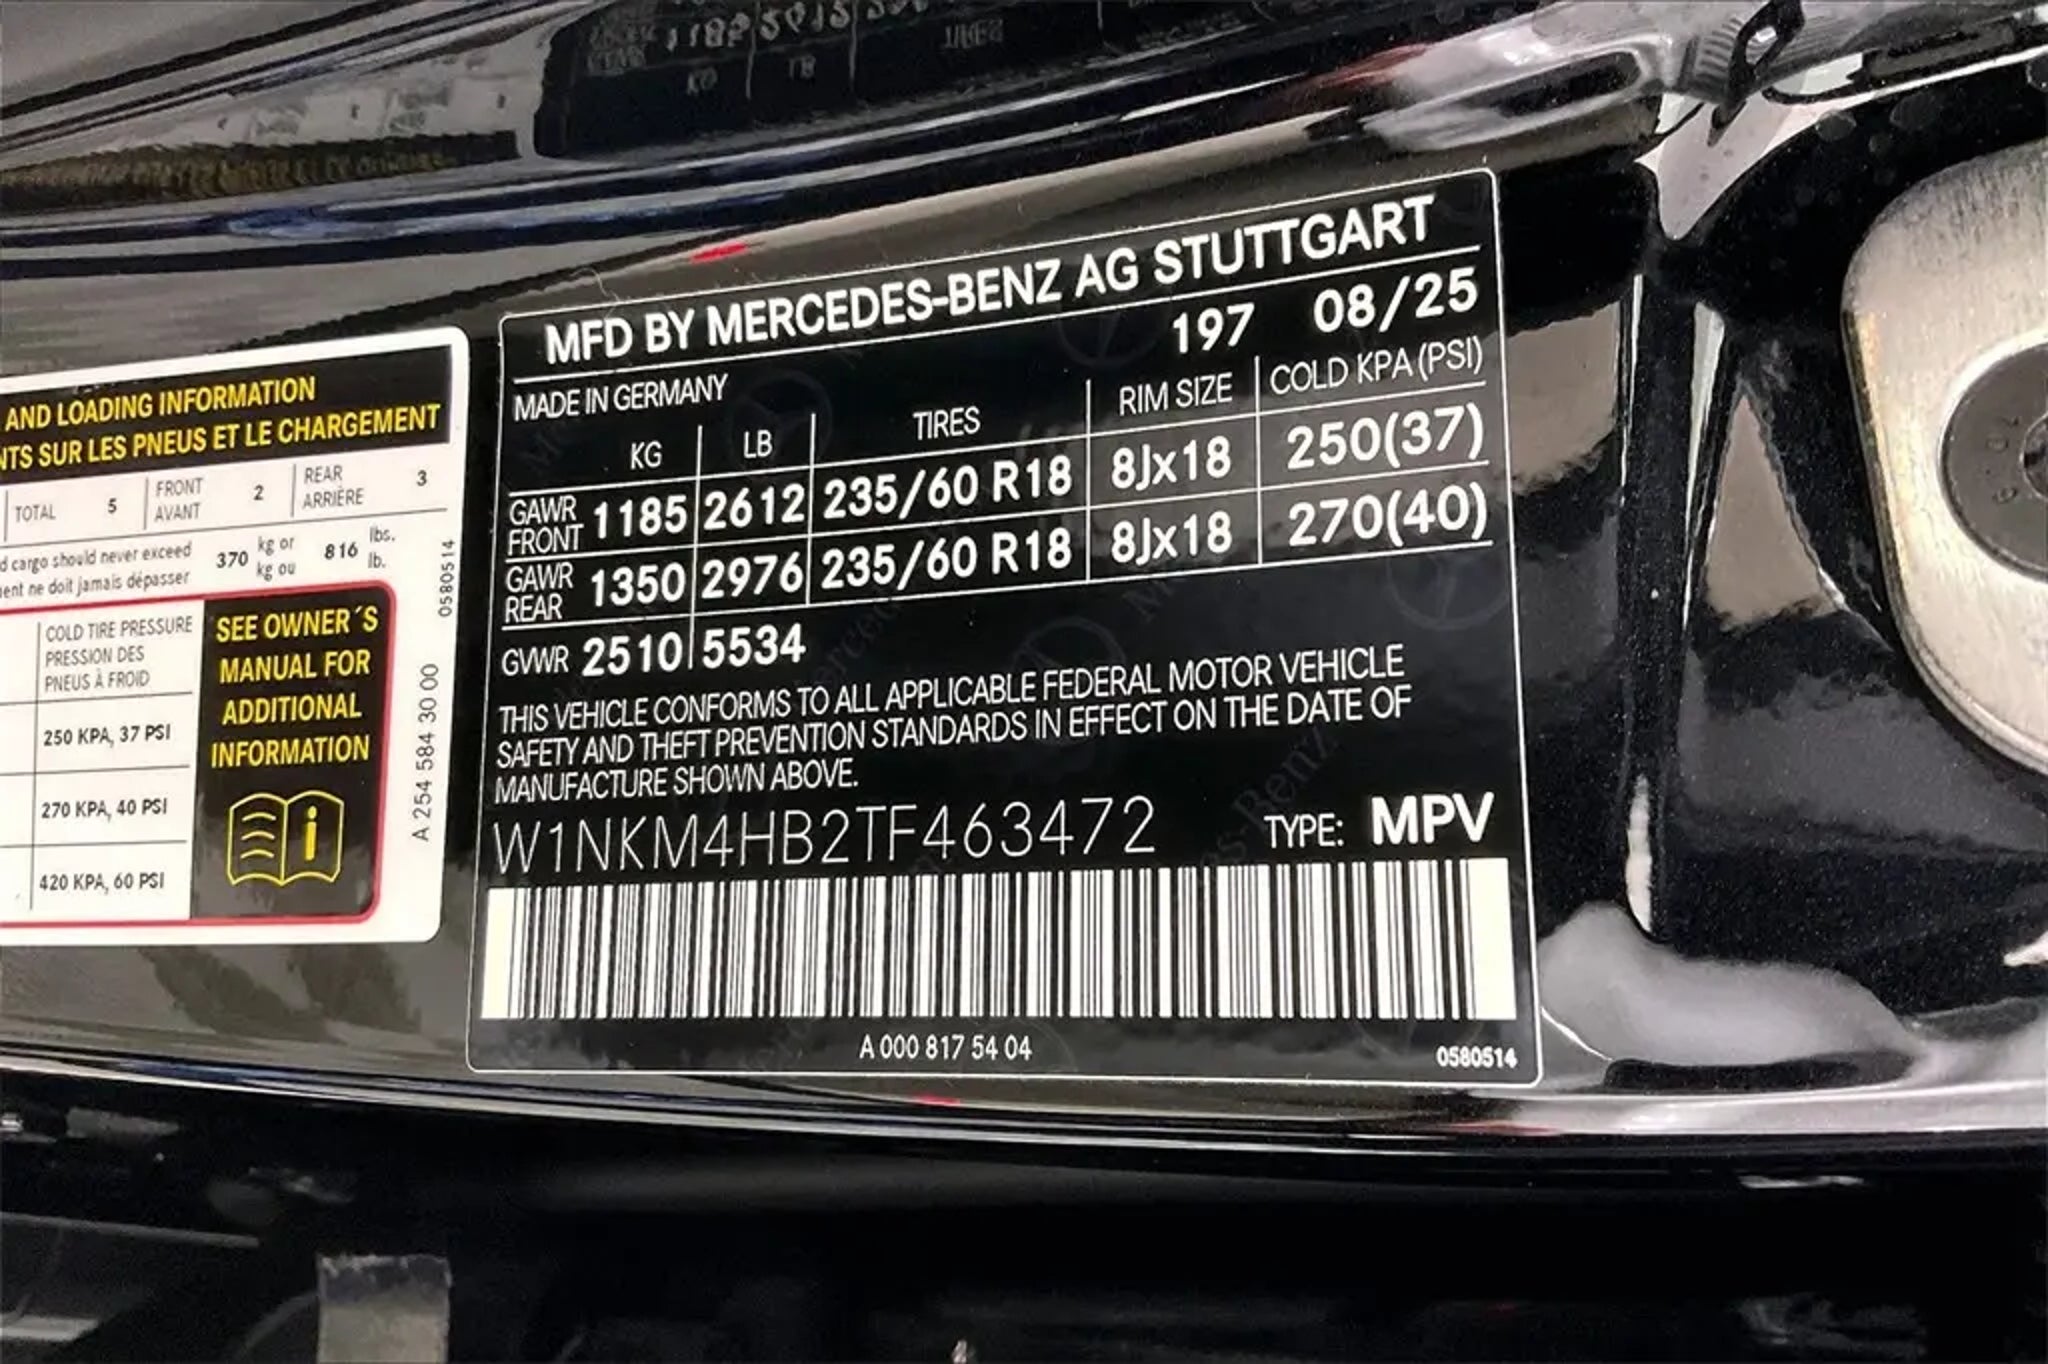 AND LOADING INFORMATION
NTS SUR LES PNEUS ET LE CHARGEMENT
TOTAL 5 FRONT AVANT 2 REAR ARRIÈRE 3
d cargo should never exceed 370 kg or 816 lbs.
ent ne doit jamais dépasser kg ou lb.
COLD TIRE PRESSURE
PRESSION DES
PNEUS À FROID
250 KPA, 37 PSI
270 KPA, 40 PSI
420 KPA, 60 PSI
SEE OWNER´S
MANUAL FOR
ADDITIONAL
INFORMATION
i
0580514
A 254 584 30 00
MFD BY MERCEDES-BENZ AG STUTTGART
197 08/25
MADE IN GERMANY
KG LB TIRES RIM SIZE COLD KPA (PSI)
GAWR FRONT 1185 2612 235/60 R18 8Jx18 250(37)
GAWR REAR 1350 2976 235/60 R18 8Jx18 270(40)
GVWR 2510 5534
THIS VEHICLE CONFORMS TO ALL APPLICABLE FEDERAL MOTOR VEHICLE
SAFETY AND THEFT PREVENTION STANDARDS IN EFFECT ON THE DATE OF
MANUFACTURE SHOWN ABOVE.
W1NKM4HB2TF463472 TYPE: MPV
A 000 817 54 04
0580514